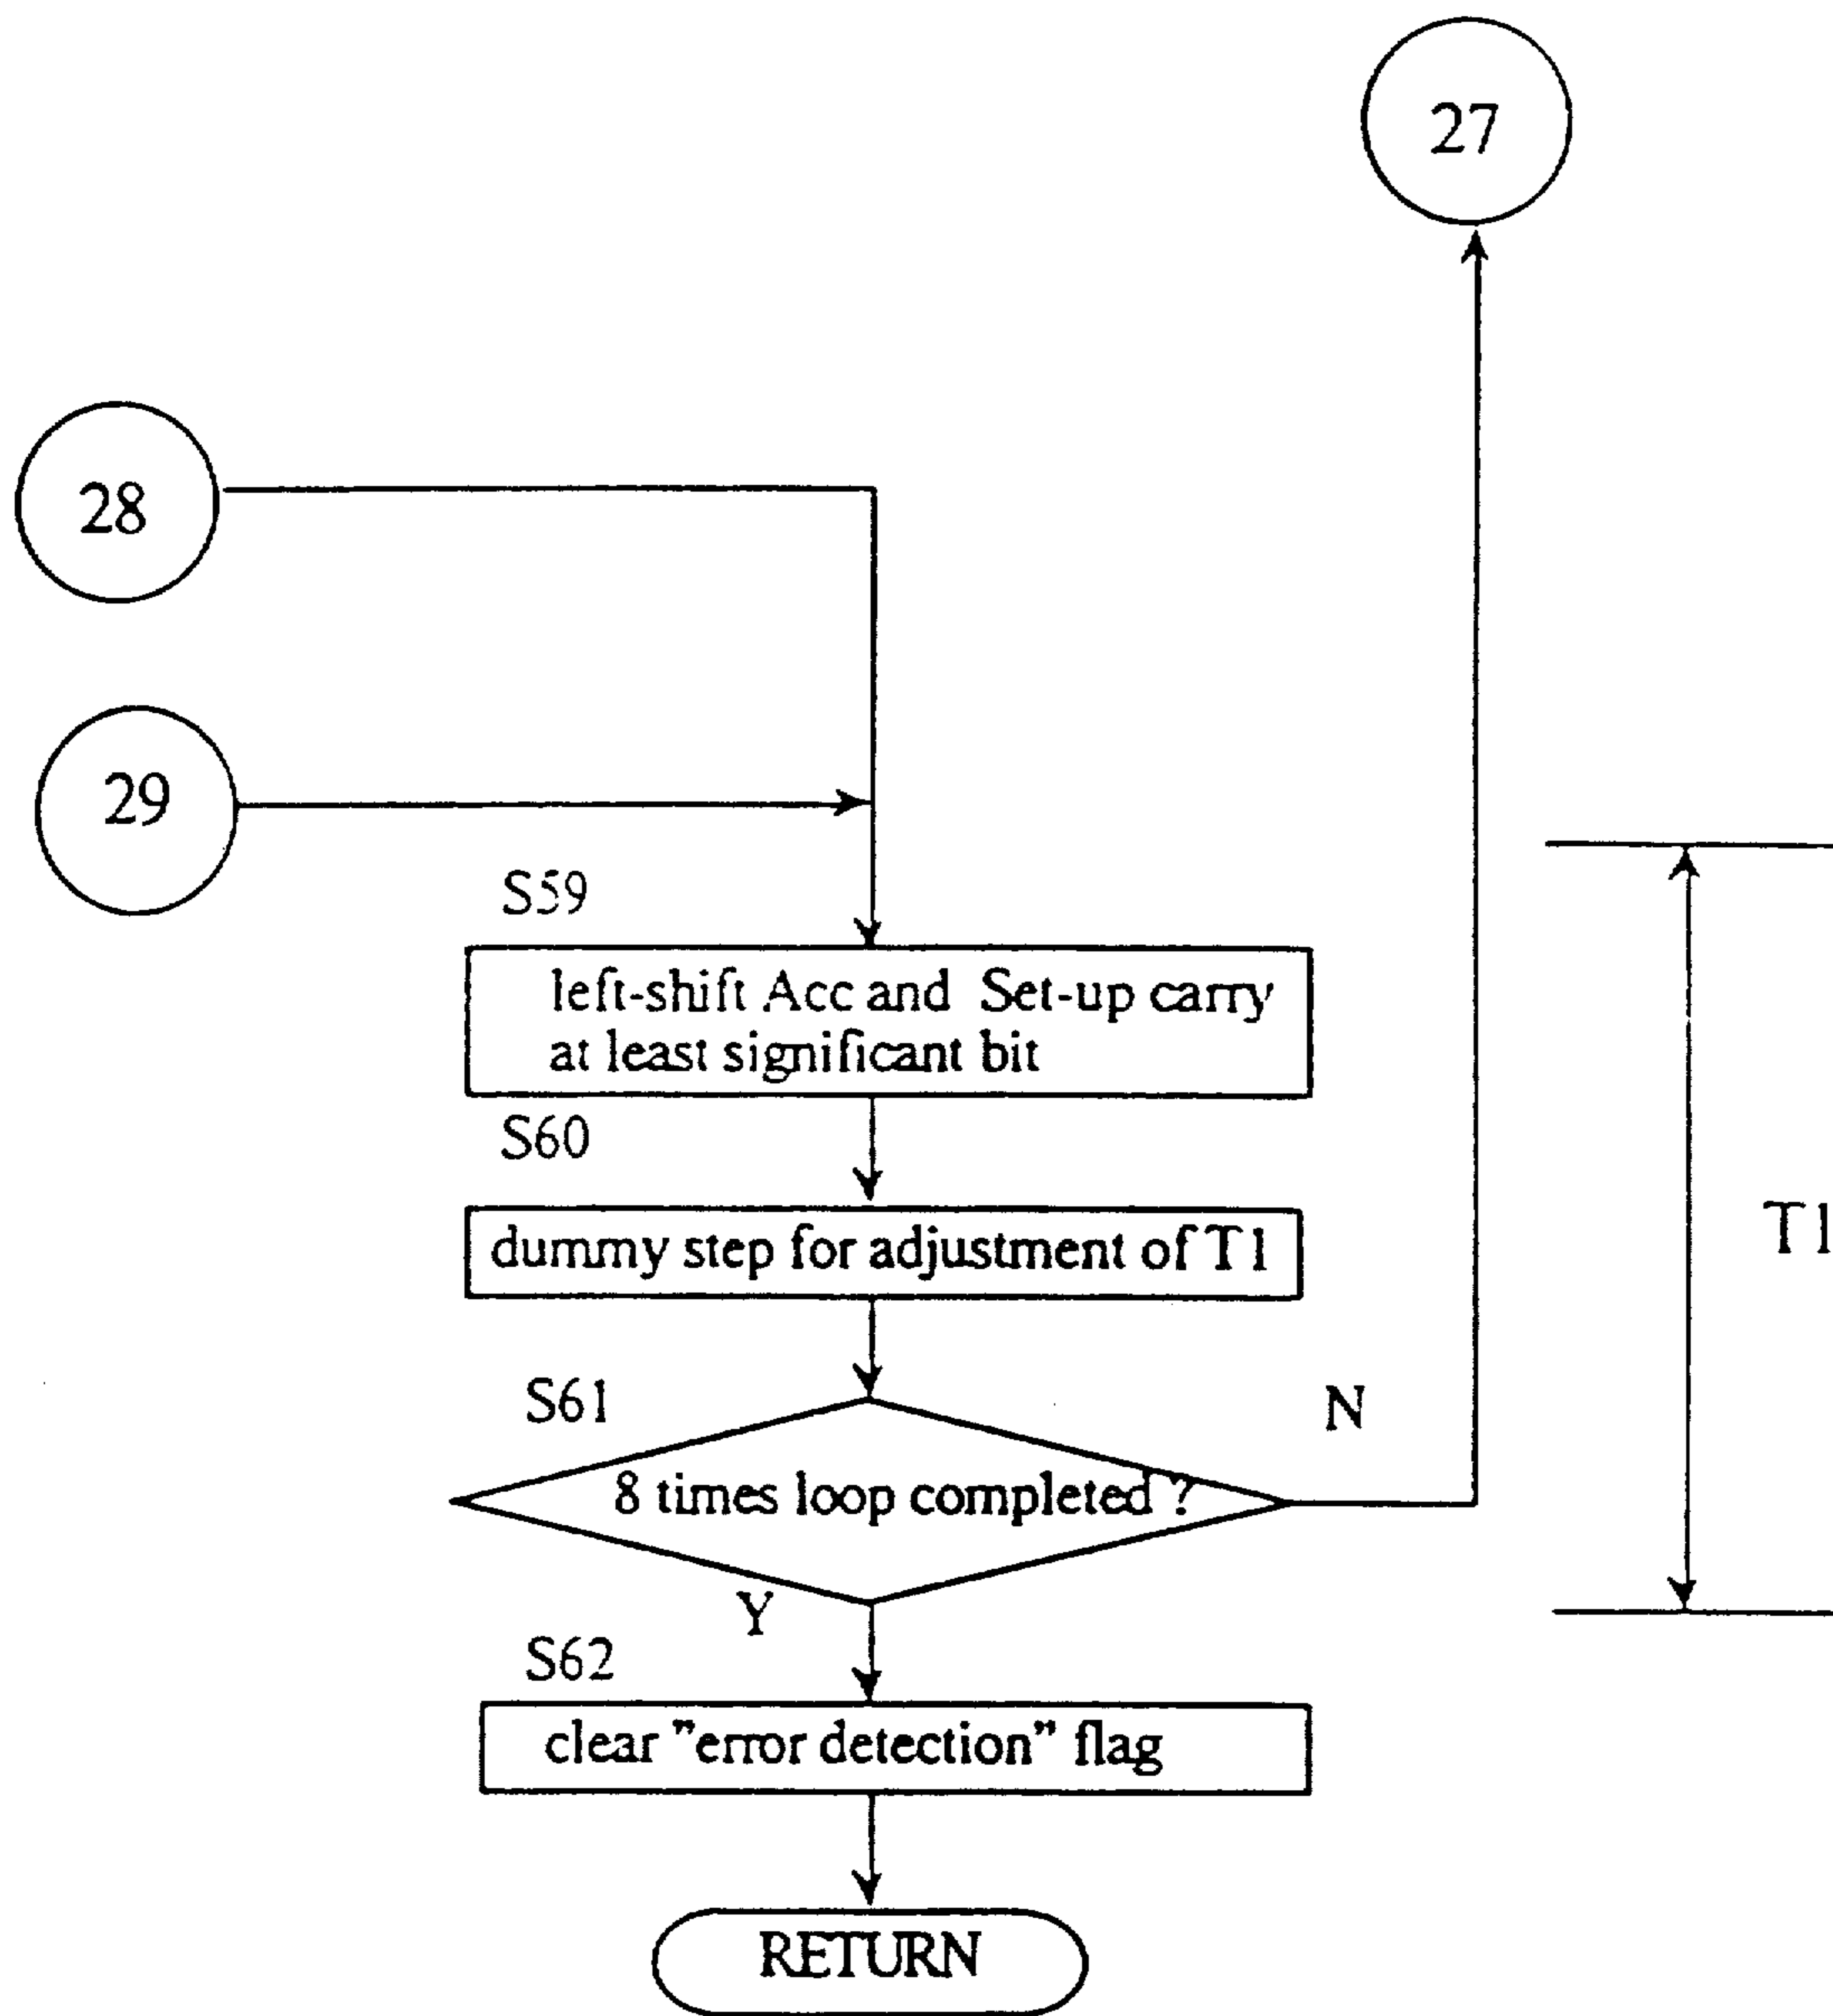 27
28
29
S59
left-shift Acc and Set-up carry
at least significant bit
S60
dummy step for adjustment of T1
T1
S61
N
8 times loop completed ?
Y
S62
clear "error detection" flag
RETURN